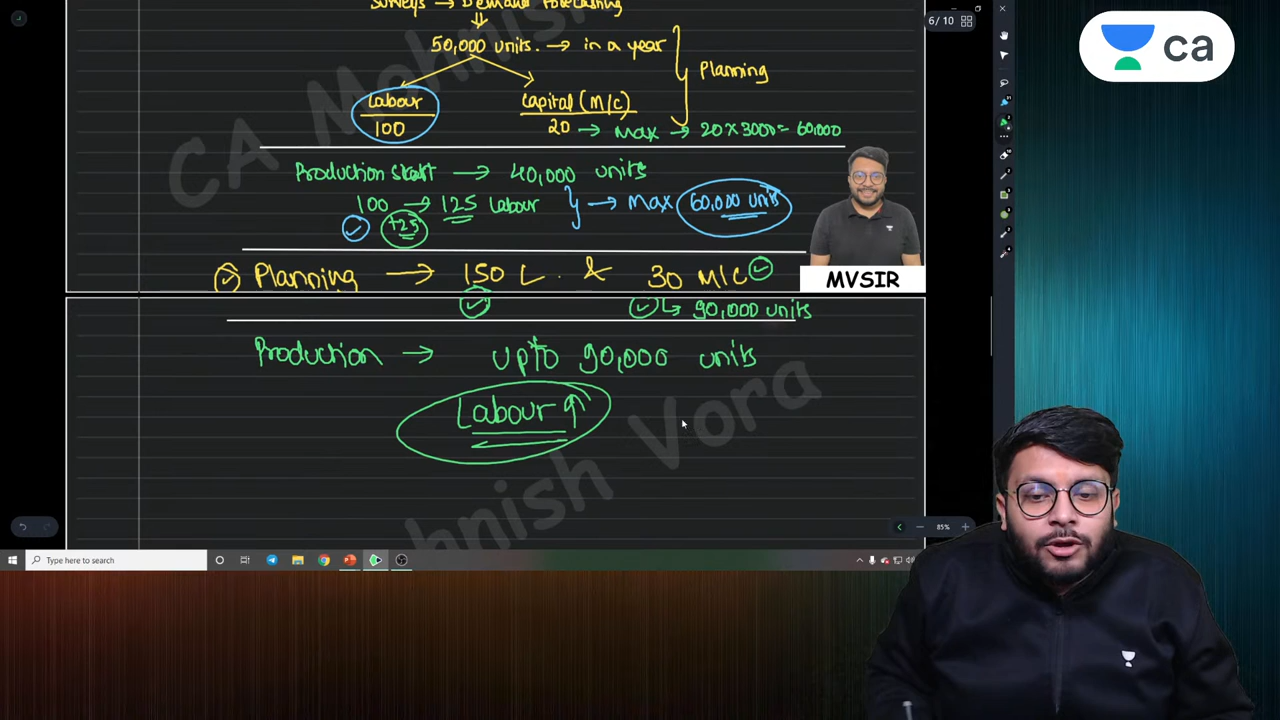 Surveys → Demand Forecasting
6/10
ca
50,000 units. → in a year
Planning
Labour
100
Capital (M/C)
20 → Max → 20 x 3000 = 60,000
Production start → 40,000 units
100 → 125 Labour → Max 60,000 units
+25
Planning → 150 L. & 30 M/C
MVSIR
↳ 90,000 units
Production → upto 90,000 units
Labour ↑
CA Mohnish Vora
85%
Type here to search